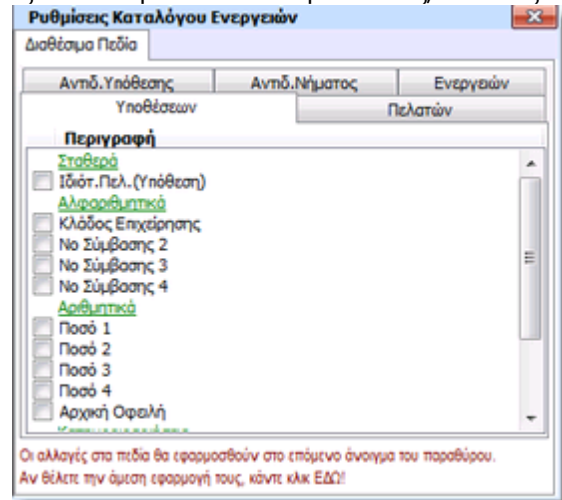 Ρυθμίσεις Καταλόγου Ενεργειών
Διαθέσιμα Πεδία
Αντιδ.Υπόθεσης Αντιδ.Νήματος Ενεργειών
Υποθέσεων Πελατών
Περιγραφή
Σταθερά
Ιδιότ.Πελ.(Υπόθεση)
Αλφαριθμητικά
Κλάδος Επιχείρησης
Νο Σύμβασης 2
Νο Σύμβασης 3
Νο Σύμβασης 4
Αριθμητικά
Ποσό 1
Ποσό 2
Ποσό 3
Ποσό 4
Αρχική Οφειλή
Οι αλλαγές στα πεδία θα εφαρμοσθούν στο επόμενο άνοιγμα του παραθύρου.
Αν θέλετε την άμεση εφαρμογή τους, κάντε κλικ ΕΔΩ!